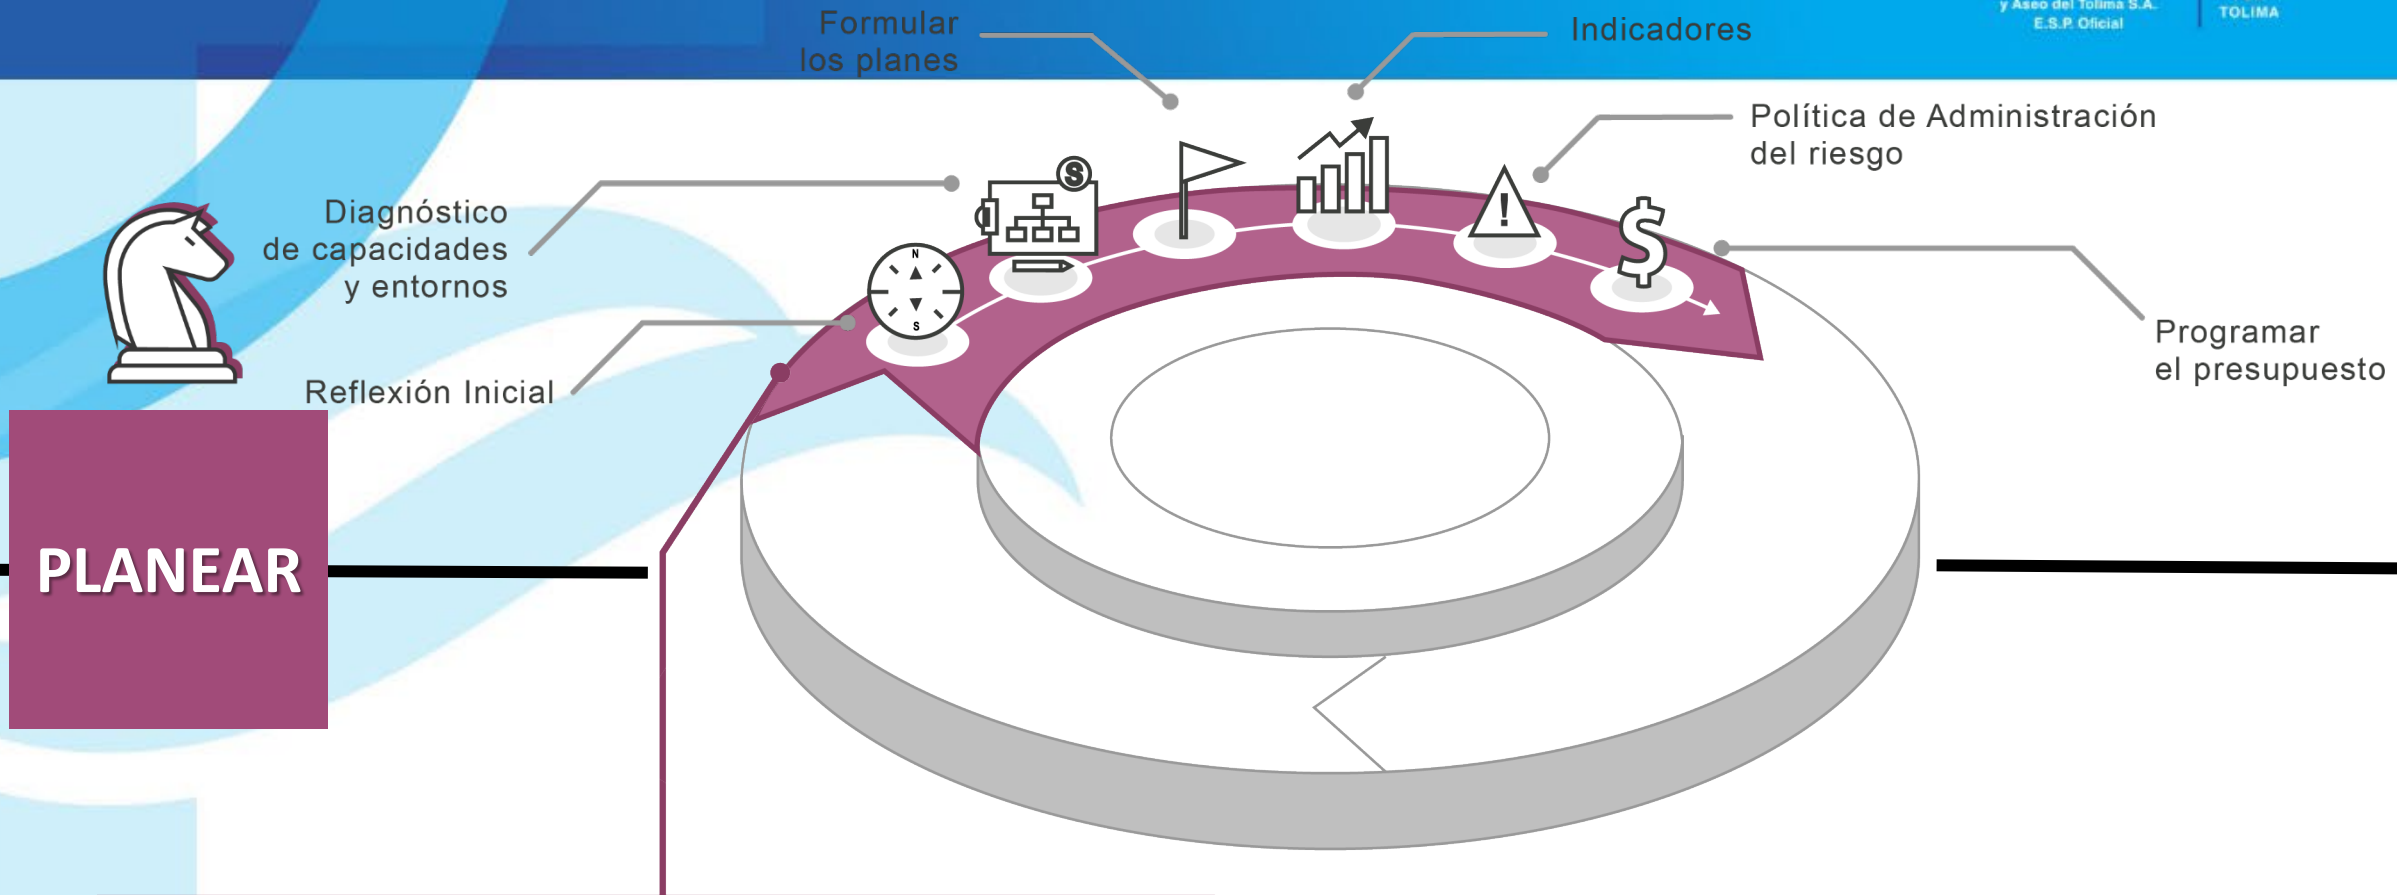 y Aseo del Tolima S.A.
E.S.P. Oficial
TOLIMA
Formular
los planes
Indicadores
Política de Administración
del riesgo
Diagnóstico
de capacidades
y entornos
S
!
$
N
S
Reflexión Inicial
Programar
el presupuesto
PLANEAR